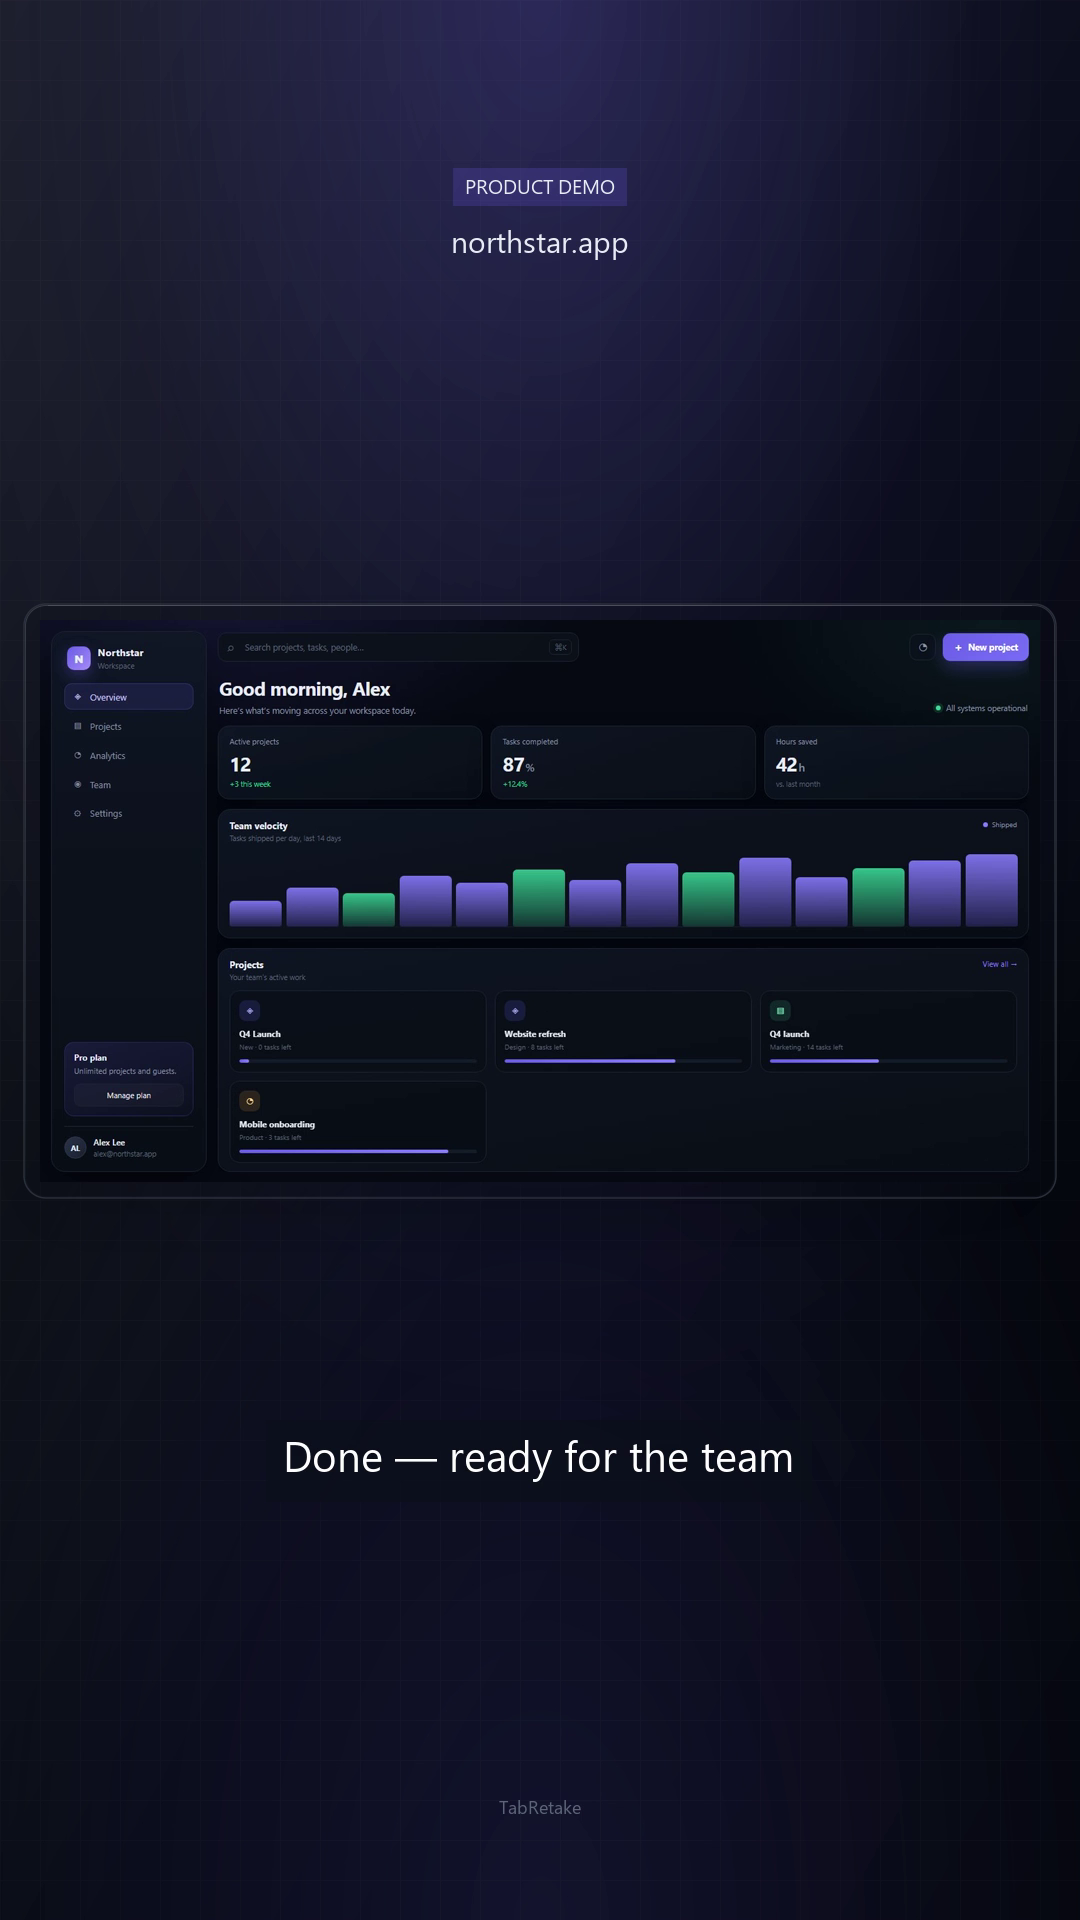 PRODUCT DEMO
northstar.app
N
Northstar
Workspace
Overview
Projects
Analytics
Team
Settings
Pro plan
Unlimited projects and guests.
Manage plan
AL
Alex Lee
alex@northstar.app
Search projects, tasks, people...
⌘K
+ New project
Good morning, Alex
Here's what's moving across your workspace today.
All systems operational
Active projects
12
+3 this week
Tasks completed
87%
+12.4%
Hours saved
42h
vs. last month
Team velocity
Tasks shipped per day, last 14 days
Shipped
Projects
Your team's active work
View all →
Q4 Launch
New · 0 tasks left
Website refresh
Design · 8 tasks left
Q4 launch
Marketing · 14 tasks left
Mobile onboarding
Product · 3 tasks left
Done — ready for the team
TabRetake